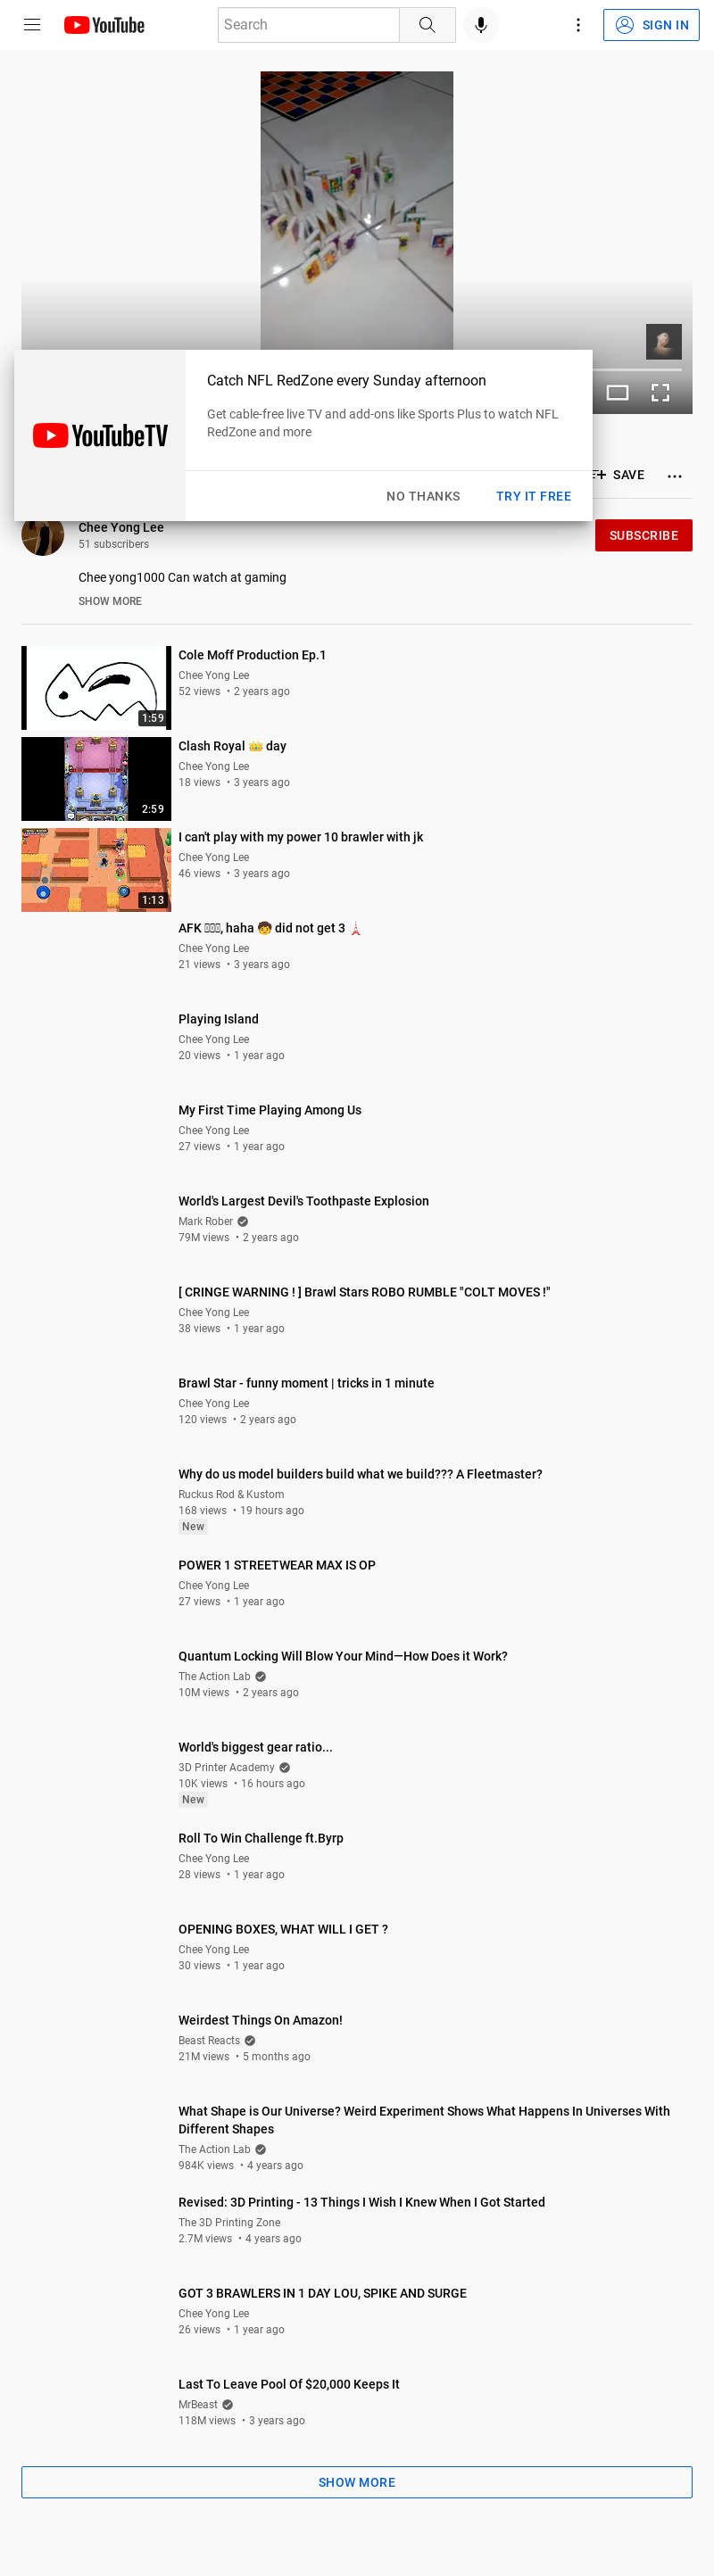 YouTube
Search
SIGN IN
Catch NFL RedZone every Sunday afternoon
Get cable-free live TV and add-ons like Sports Plus to watch NFL
RedZone and more
YouTubeTV
NO THANKS
TRY IT FREE
SAVE
Chee Yong Lee
51 subscribers
SUBSCRIBE
Chee yong1000 Can watch at gaming
SHOW MORE
Cole Moff Production Ep.1
Chee Yong Lee
52 views • 2 years ago
1:59
Clash Royal 👑 day
Chee Yong Lee
18 views • 3 years ago
2:59
I can't play with my power 10 brawler with jk
Chee Yong Lee
46 views • 3 years ago
1:13
AFK, haha 🧒 did not get 3 🗼
Chee Yong Lee
21 views • 3 years ago
Playing Island
Chee Yong Lee
20 views • 1 year ago
My First Time Playing Among Us
Chee Yong Lee
27 views • 1 year ago
World's Largest Devil's Toothpaste Explosion
Mark Rober
79M views • 2 years ago
[ CRINGE WARNING ! ] Brawl Stars ROBO RUMBLE "COLT MOVES !"
Chee Yong Lee
38 views • 1 year ago
Brawl Star - funny moment | tricks in 1 minute
Chee Yong Lee
120 views • 2 years ago
Why do us model builders build what we build??? A Fleetmaster?
Ruckus Rod & Kustom
168 views • 19 hours ago
New
POWER 1 STREETWEAR MAX IS OP
Chee Yong Lee
27 views • 1 year ago
Quantum Locking Will Blow Your Mind—How Does it Work?
The Action Lab
10M views • 2 years ago
World's biggest gear ratio...
3D Printer Academy
10K views • 16 hours ago
New
Roll To Win Challenge ft.Byrp
Chee Yong Lee
28 views • 1 year ago
OPENING BOXES, WHAT WILL I GET ?
Chee Yong Lee
30 views • 1 year ago
Weirdest Things On Amazon!
Beast Reacts
21M views • 5 months ago
What Shape is Our Universe? Weird Experiment Shows What Happens In Universes With
Different Shapes
The Action Lab
984K views • 4 years ago
Revised: 3D Printing - 13 Things I Wish I Knew When I Got Started
The 3D Printing Zone
2.7M views • 4 years ago
GOT 3 BRAWLERS IN 1 DAY LOU, SPIKE AND SURGE
Chee Yong Lee
26 views • 1 year ago
Last To Leave Pool Of $20,000 Keeps It
MrBeast
118M views • 3 years ago
SHOW MORE